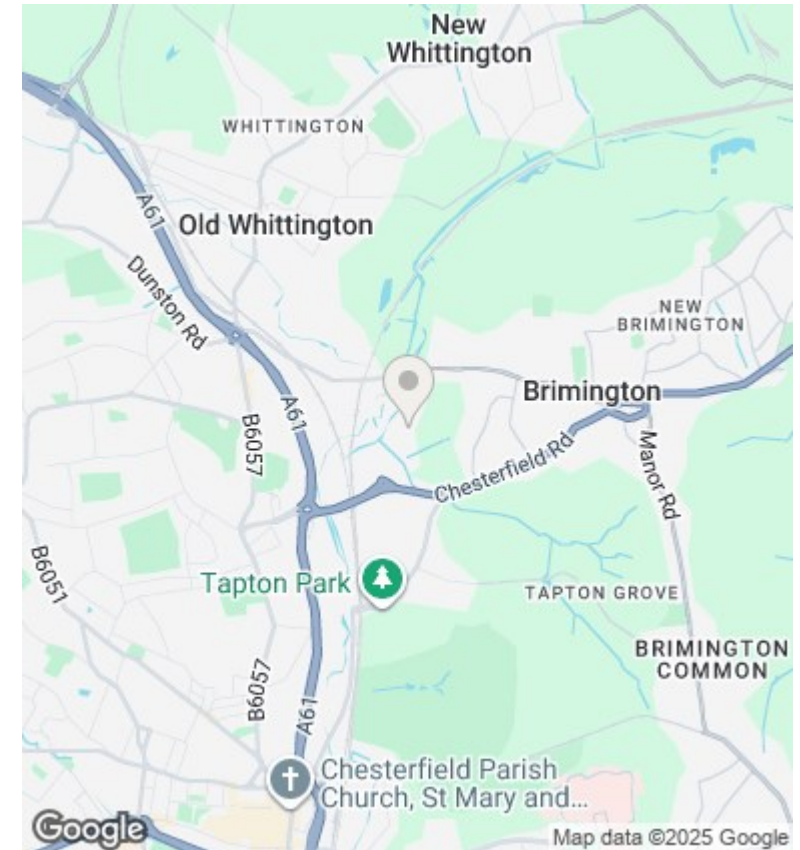 New
Whittington
WHITTINGTON
A61
Old Whittington
Dunston Rd
NEW
BRIMINGTON
A61
B6057
Brimington
Chesterfield Rd
Manor Rd
B6051
Tapton Park
TAPTON GROVE
BRIMINGTON
COMMON
B6057
A61
Chesterfield Parish
Church, St Mary and...
Google
Map data ©2025 Google